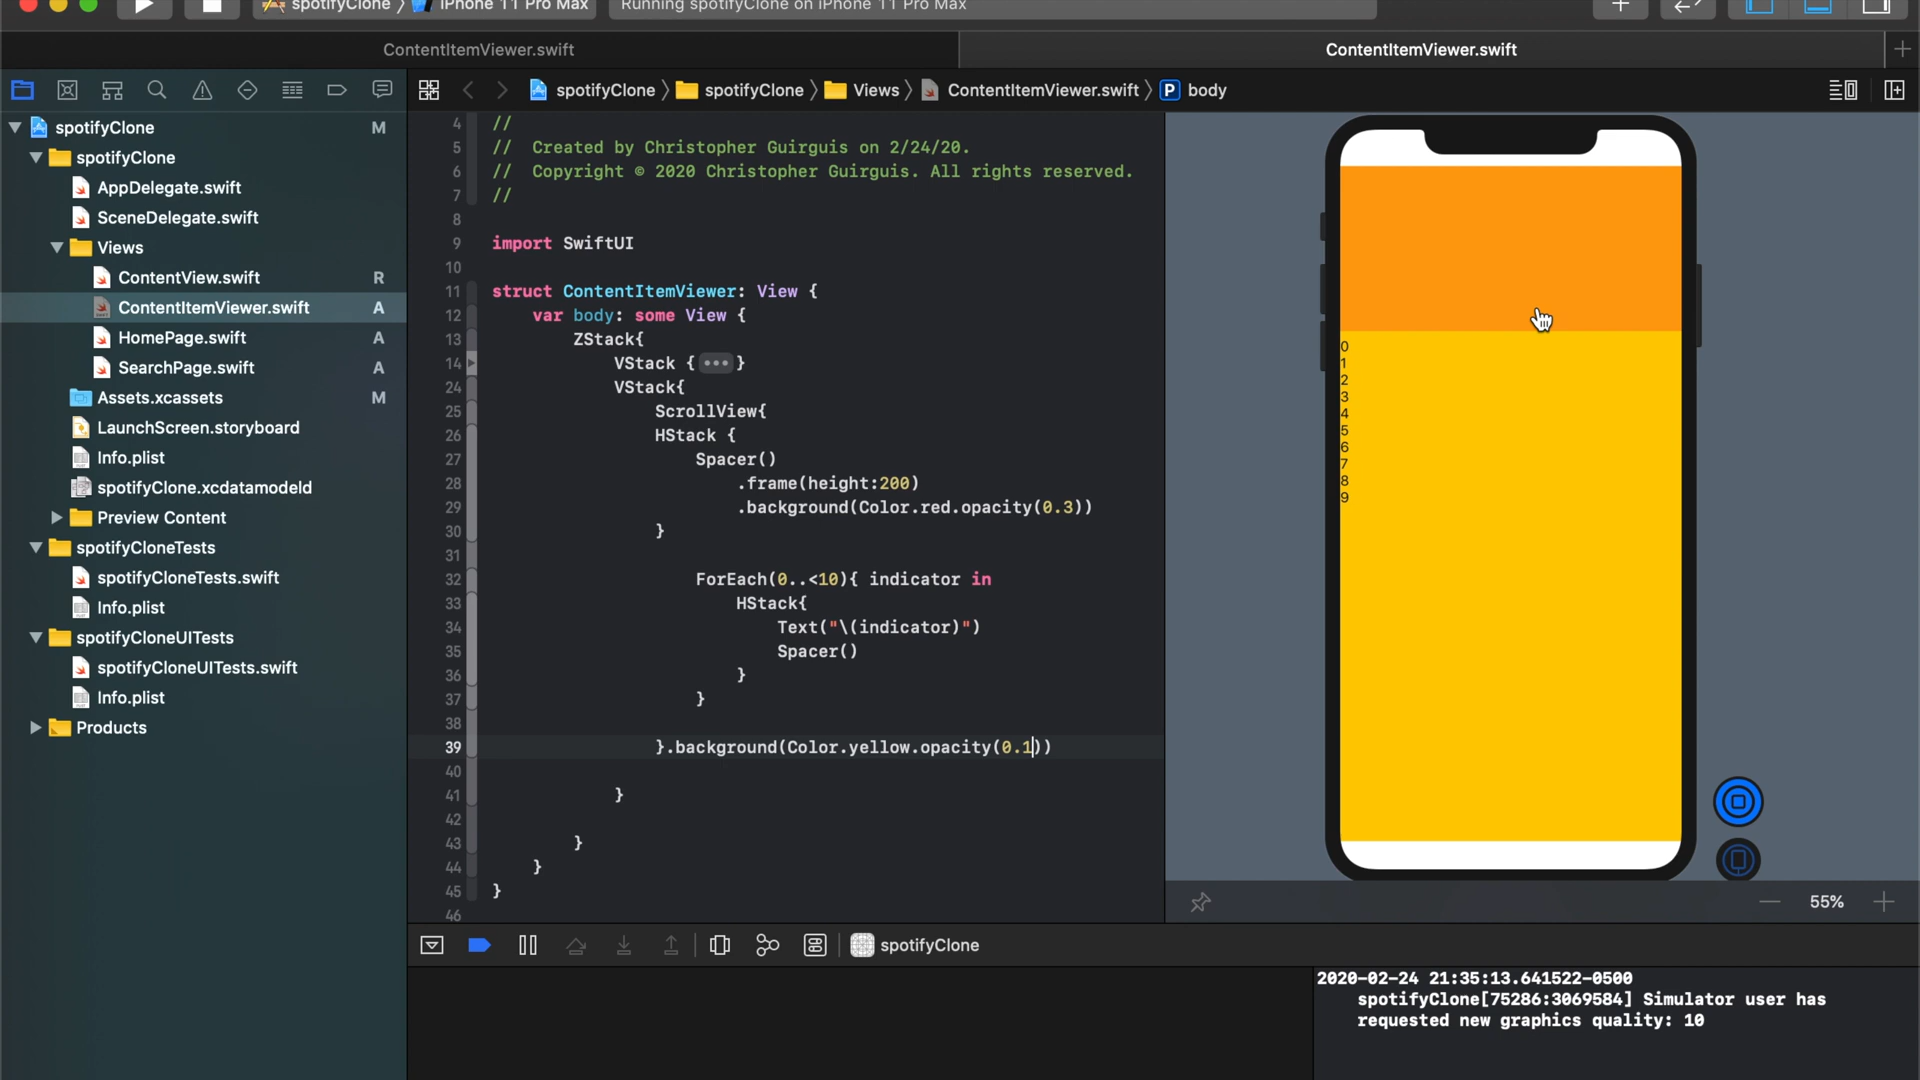 spotifyClone 〉 iPhone 11 Pro Max
Running spotifyClone on iPhone 11 Pro Max
ContentItemViewer.swift
ContentItemViewer.swift
spotifyClone 〉 spotifyClone 〉 Views 〉 ContentItemViewer.swift 〉 P body
spotifyClone M
spotifyClone
AppDelegate.swift
SceneDelegate.swift
Views
ContentView.swift R
ContentItemViewer.swift A
HomePage.swift A
SearchPage.swift A
Assets.xcassets M
LaunchScreen.storyboard
Info.plist
spotifyClone.xcdatamodeld
Preview Content
spotifyCloneTests
spotifyCloneTests.swift
Info.plist
spotifyCloneUITests
spotifyCloneUITests.swift
Info.plist
Products
4 //
5 //  Created by Christopher Guirguis on 2/24/20.
6 //  Copyright © 2020 Christopher Guirguis. All rights reserved.
7 //
8
9 import SwiftUI
10
11 struct ContentItemViewer: View {
12     var body: some View {
13         ZStack{
14             VStack { ••• }
24             VStack{
25                 ScrollView{
26                 HStack {
27                     Spacer()
28                         .frame(height:200)
29                         .background(Color.red.opacity(0.3))
30                 }
31
32                     ForEach(0..<10){ indicator in
33                         HStack{
34                             Text("\(indicator)")
35                             Spacer()
36                         }
37                     }
38
39                 }.background(Color.yellow.opacity(0.1))
40
41             }
42
43         }
44     }
45 }
46
0
1
2
3
4
5
6
7
8
9
55%
spotifyClone
2020-02-24 21:35:13.641522-0500
spotifyClone[75286:3069584] Simulator user has
requested new graphics quality: 10